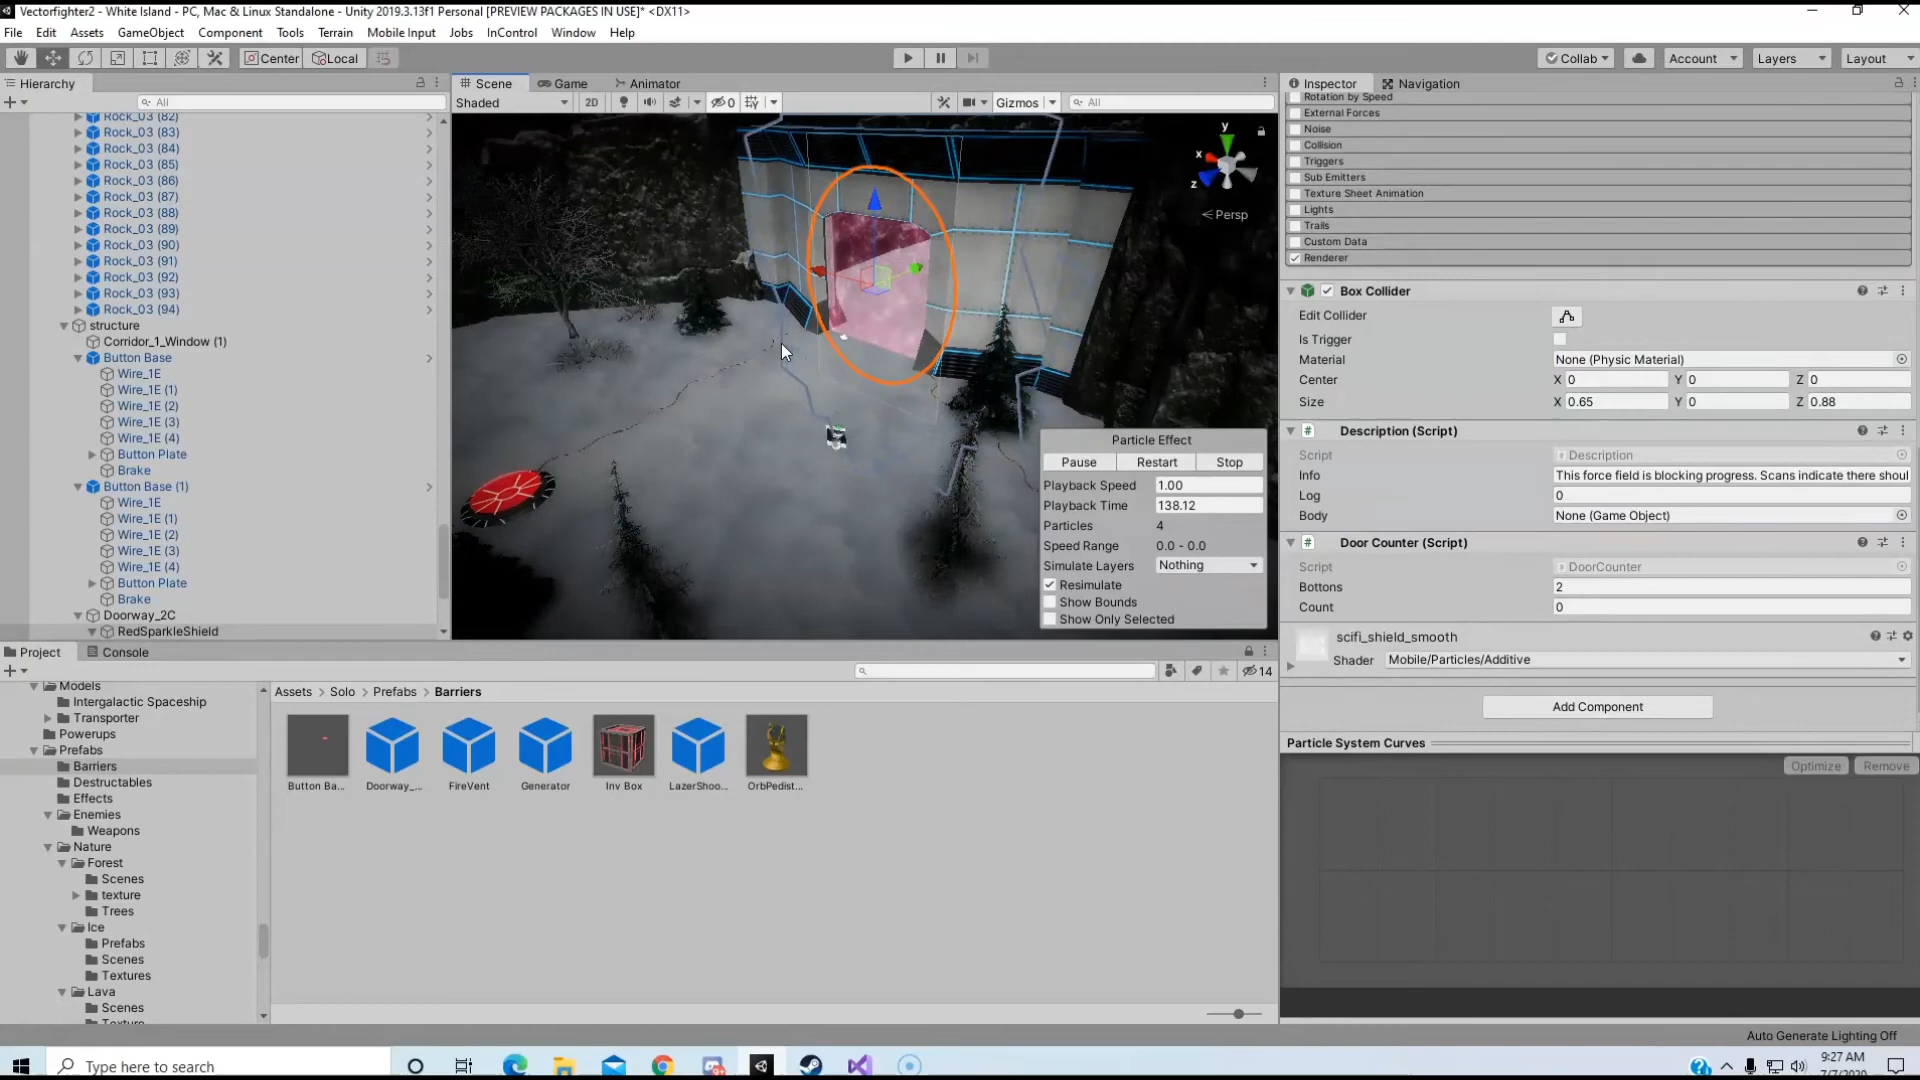 Vectorfighter2 - White Island - PC, Mac & Linux Standalone - Unity 2019.3.13f1 Personal [PREVIEW PACKAGES IN USE]* <DX11>
File Edit Assets GameObject Component Tools Terrain Mobile Input Jobs InControl Window Help
Center Local Collab Account Layers Layout
Hierarchy
All
Rock_03 (82)
Rock_03 (83)
Rock_03 (84)
Rock_03 (85)
Rock_03 (86)
Rock_03 (87)
Rock_03 (88)
Rock_03 (89)
Rock_03 (90)
Rock_03 (91)
Rock_03 (92)
Rock_03 (93)
Rock_03 (94)
structure
Corridor_1_Window (1)
Button Base
Wire_1E
Wire_1E (1)
Wire_1E (2)
Wire_1E (3)
Wire_1E (4)
Button Plate
Brake
Button Base (1)
Wire_1E
Wire_1E (1)
Wire_1E (2)
Wire_1E (3)
Wire_1E (4)
Button Plate
Brake
Doorway_2C
RedSparkleShield
Scene Game Animator
Shaded 2D 0 Gizmos All
y
x
z
Persp
Particle Effect
Pause Restart Stop
Playback Speed 1.00
Playback Time 138.12
Particles 4
Speed Range 0.0 - 0.0
Simulate Layers Nothing
Resimulate
Show Bounds
Show Only Selected
Inspector Navigation
Rotation by Speed
External Forces
Noise
Collision
Triggers
Sub Emitters
Texture Sheet Animation
Lights
Trails
Custom Data
Renderer
Box Collider
Edit Collider
Is Trigger
Material None (Physic Material)
Center X 0 Y 0 Z 0
Size X 0.65 Y 0 Z 0.88
Description (Script)
Script Description
Info This force field is blocking progress. Scans indicate there shoul
Log 0
Body None (Game Object)
Door Counter (Script)
Script DoorCounter
Bottons 2
Count 0
scifi_shield_smooth
Shader Mobile/Particles/Additive
Add Component
Particle System Curves
Optimize Remove
Project Console
14
Models
Intergalactic Spaceship
Transporter
Powerups
Prefabs
Barriers
Destructables
Effects
Enemies
Weapons
Nature
Forest
Scenes
texture
Trees
Ice
Prefabs
Scenes
Textures
Lava
Scenes
Assets > Solo > Prefabs > Barriers
Button Ba... Doorway_... FireVent Generator Inv Box LazerShoo... OrbPedist...
Auto Generate Lighting Off
Type here to search
9:27 AM